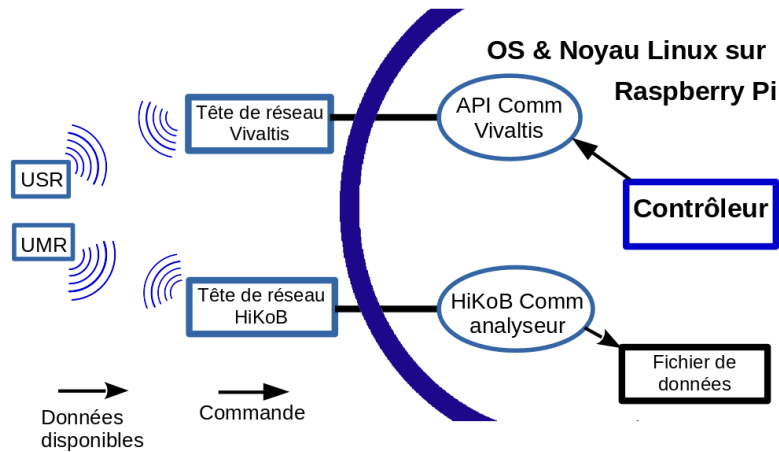 OS & Noyau Linux sur
Raspberry Pi
Tête de réseau
Vivaltis
API Comm
Vivaltis
USR
Contrôleur
UMR
Tête de réseau
HiKoB
HiKoB Comm
analyseur
Fichier de
données
Données
disponibles
Commande